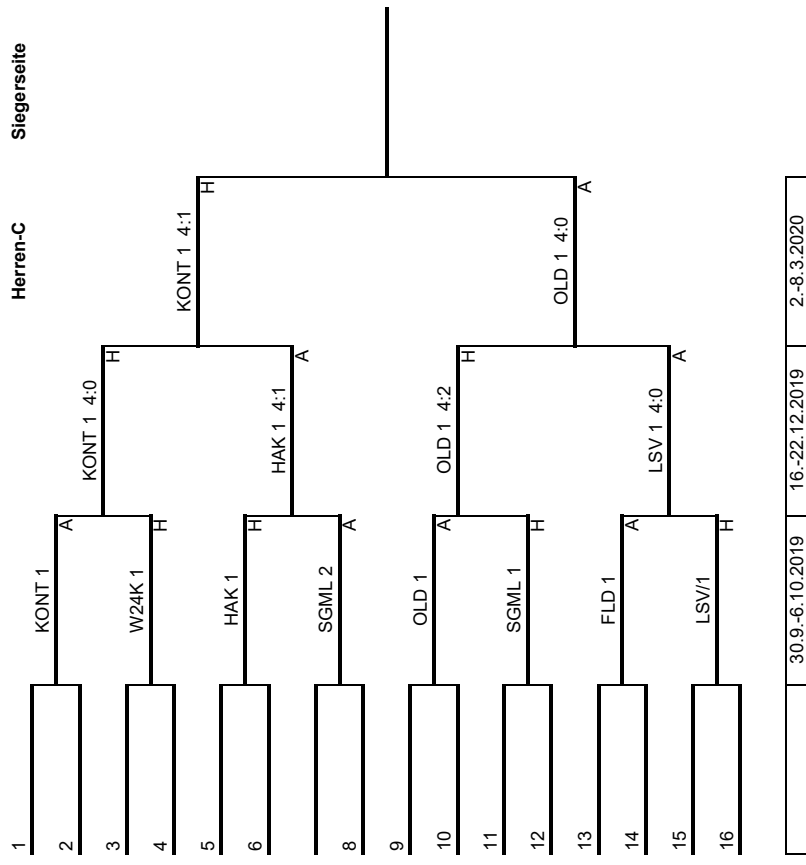 Herren-C Siegerseite
1
2
3
4
5
6
8
9
10
11
12
13
14
15
16
KONT 1
A
W24K 1
H
HAK 1
H
SGML 2
A
OLD 1
A
SGML 1
H
FLD 1
A
LSV/1
H
KONT 1 4:0
H
HAK 1 4:1
A
OLD 1 4:2
H
LSV 1 4:0
A
KONT 1 4:1
H
OLD 1 4:0
A
30.9.-6.10.2019 16.-22.12.2019 2.-8.3.2020